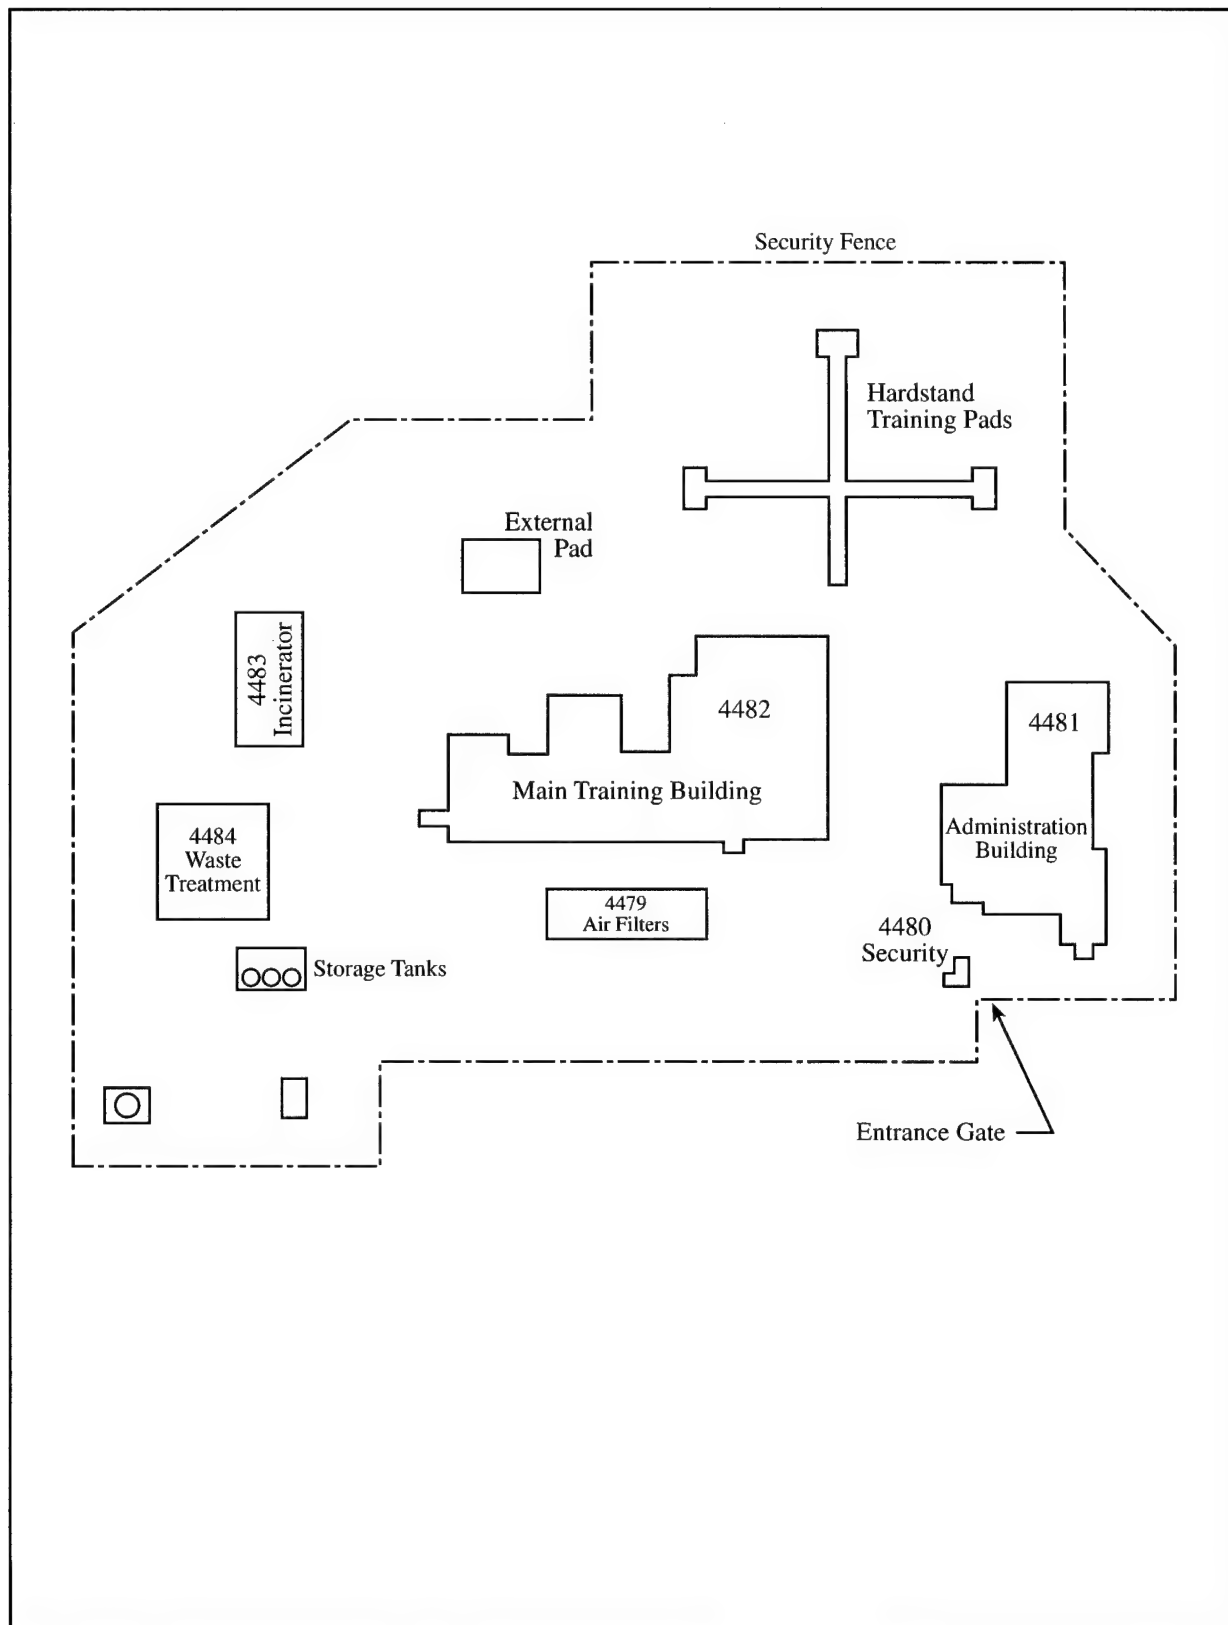 Security Fence
Hardstand
Training Pads
External
Pad
4483
Incinerator
4482
Main Training Building
4481
Administration
Building
4484
Waste
Treatment
4479
Air Filters
4480
Security
Storage Tanks
Entrance Gate